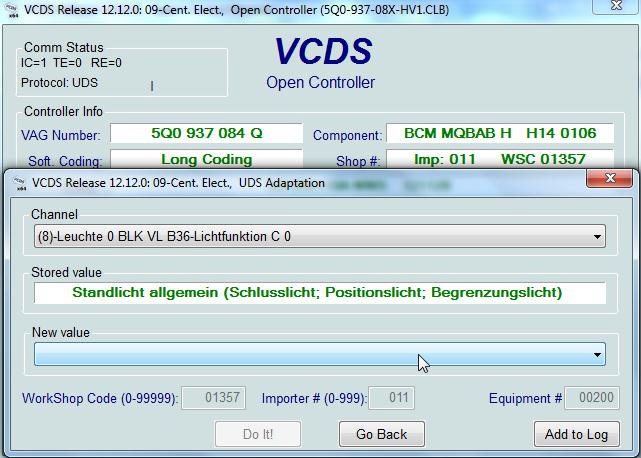 VCDS Release 12.12.0: 09-Cent. Elect., Open Controller (5Q0-937-08X-HV1.CLB)
Comm Status
IC=1 TE=0 RE=0
Protocol: UDS |
VCDS
Open Controller
Controller Info
VAG Number: 5Q0 937 084 Q Component: BCM MQBAB H H14 0106
Soft. Coding: Long Coding Shop #: Imp: 011 WSC 01357
VCDS Release 12.12.0: 09-Cent. Elect., UDS Adaptation
Channel
(8)-Leuchte 0 BLK VL B36-Lichtfunktion C 0
Stored value
Standlicht allgemein (Schlusslicht; Positionslicht; Begrenzungslicht)
New value
WorkShop Code (0-99999): 01357 Importer # (0-999): 011 Equipment # 00200
Do It! Go Back Add to Log